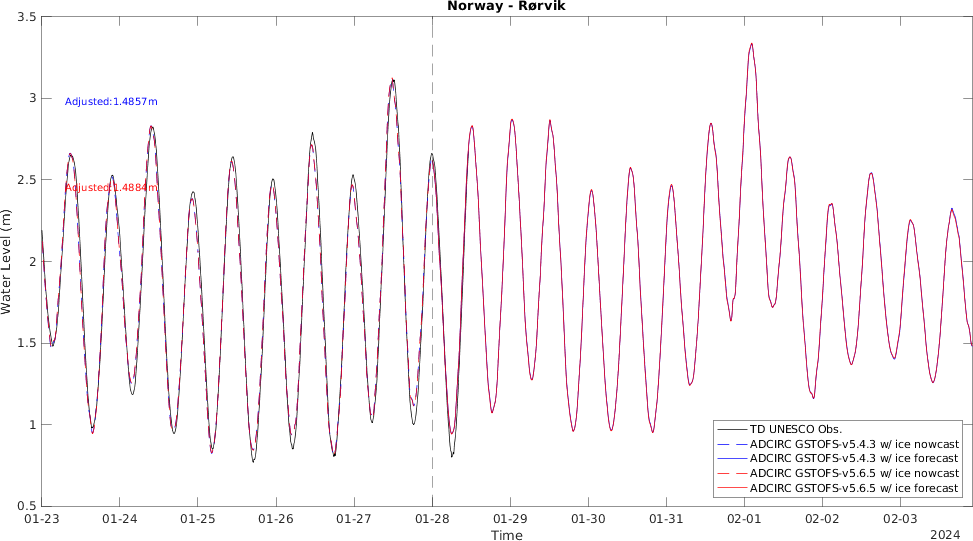 Norway - Rørvik
3.5
3
2.5
2
1.5
1
0.5
Water Level (m)
Adjusted:1.4857m
Adjusted:1.4884m
TD UNESCO Obs.
ADCIRC GSTOFS-v5.4.3 w/ ice nowcast
ADCIRC GSTOFS-v5.4.3 w/ ice forecast
ADCIRC GSTOFS-v5.6.5 w/ ice nowcast
ADCIRC GSTOFS-v5.6.5 w/ ice forecast
01-23 01-24 01-25 01-26 01-27 01-28 01-29 01-30 01-31 02-01 02-02 02-03
Time
2024